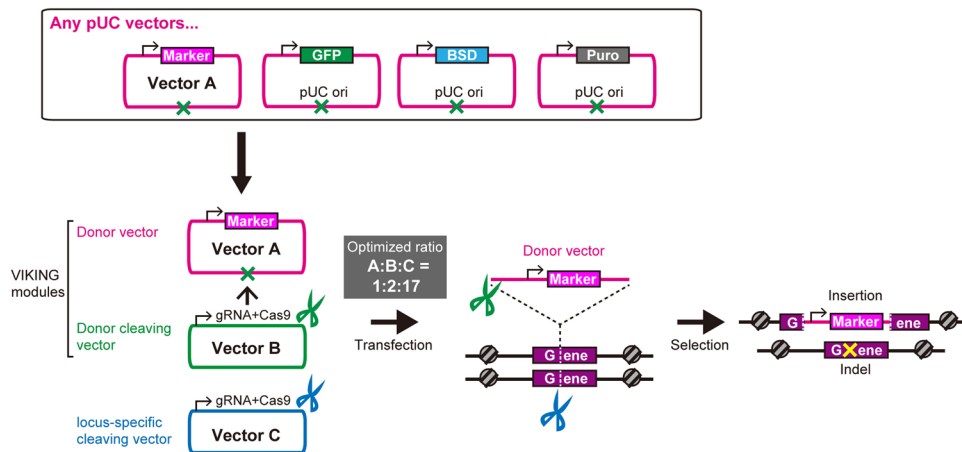 Any pUC vectors...
Marker
Vector A
GFP
pUC ori
BSD
pUC ori
Puro
pUC ori
VIKING
modules
Donor vector
Marker
Vector A
Donor cleaving
vector
gRNA+Cas9
Vector B
locus-specific
cleaving vector
gRNA+Cas9
Vector C
Optimized ratio
A:B:C =
1:2:17
Transfection
Donor vector
Marker
G ene
G ene
Selection
Insertion
G Marker ene
G ene
Indel